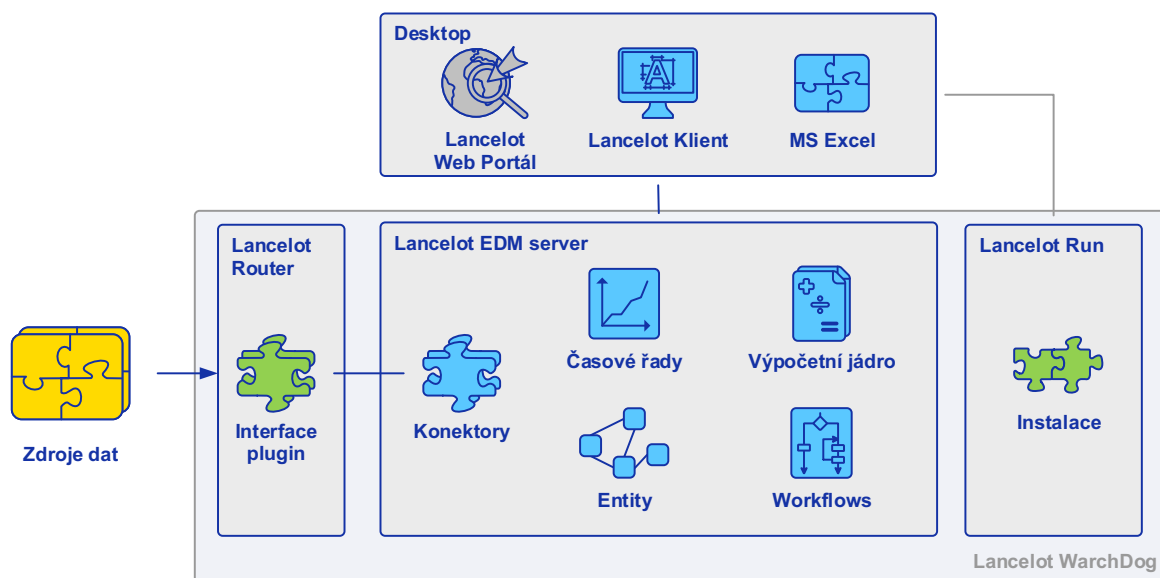 Desktop
Lancelot
Web Portál
Lancelot Klient
MS Excel
Lancelot
Router
Lancelot EDM server
Lancelot Run
Časové řady
Výpočetní jádro
Zdroje dat
Interface
plugin
Konektory
Instalace
Entity
Workflows
Lancelot WarchDog